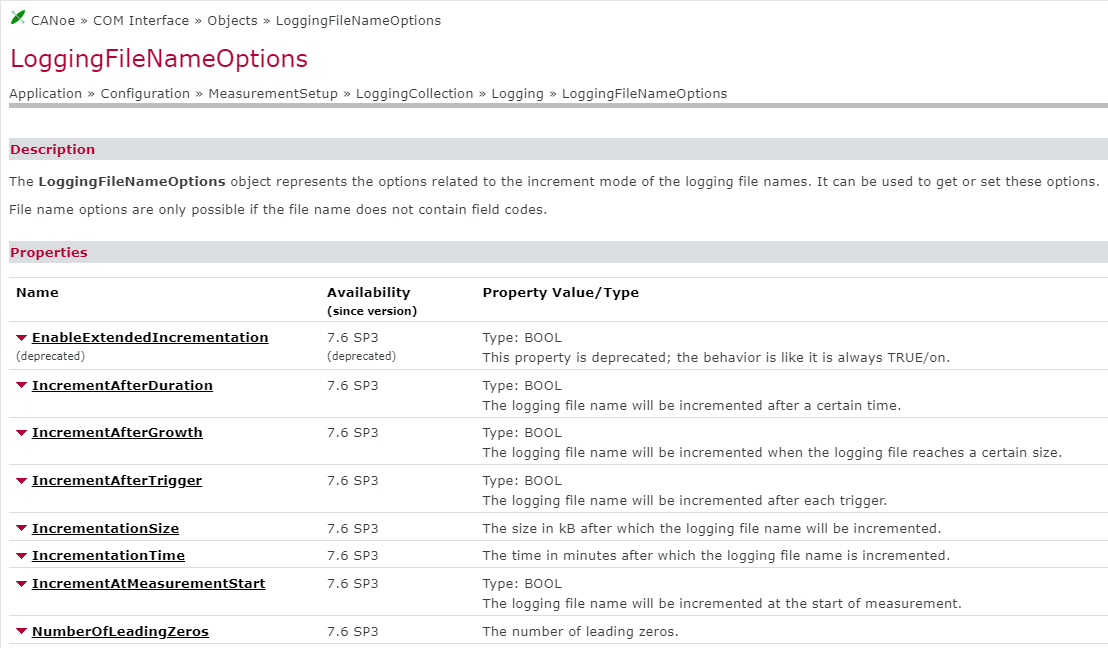 CANoe » COM Interface » Objects » LoggingFileNameOptions
LoggingFileNameOptions
Application » Configuration » MeasurementSetup » LoggingCollection » Logging » LoggingFileNameOptions
Description
The LoggingFileNameOptions object represents the options related to the increment mode of the logging file names. It can be used to get or set these options.
File name options are only possible if the file name does not contain field codes.
Properties
Name Availability Property Value/Type
(since version)
EnableExtendedIncrementation 7.6 SP3 Type: BOOL
(deprecated) (deprecated) This property is deprecated; the behavior is like it is always TRUE/on.
IncrementAfterDuration 7.6 SP3 Type: BOOL
The logging file name will be incremented after a certain time.
IncrementAfterGrowth 7.6 SP3 Type: BOOL
The logging file name will be incremented when the logging file reaches a certain size.
IncrementAfterTrigger 7.6 SP3 Type: BOOL
The logging file name will be incremented after each trigger.
IncrementationSize 7.6 SP3 The size in kB after which the logging file name will be incremented.
IncrementationTime 7.6 SP3 The time in minutes after which the logging file name is incremented.
IncrementAtMeasurementStart 7.6 SP3 Type: BOOL
The logging file name will be incremented at the start of measurement.
NumberOfLeadingZeros 7.6 SP3 The number of leading zeros.